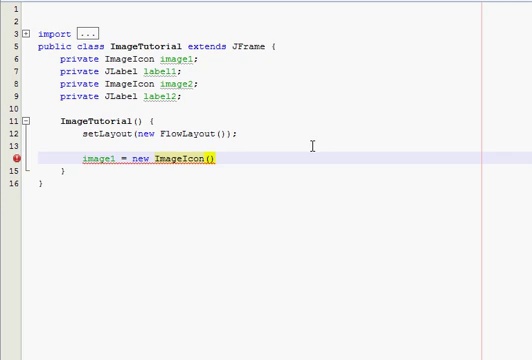 1
2
3 import ...
5 public class ImageTutorial extends JFrame {
6 private ImageIcon image1;
7 private JLabel label1;
8 private ImageIcon image2;
9 private JLabel label2;
10
11 ImageTutorial() {
12 setLayout(new FlowLayout());
13
image1 = new ImageIcon()
15 }
16 }